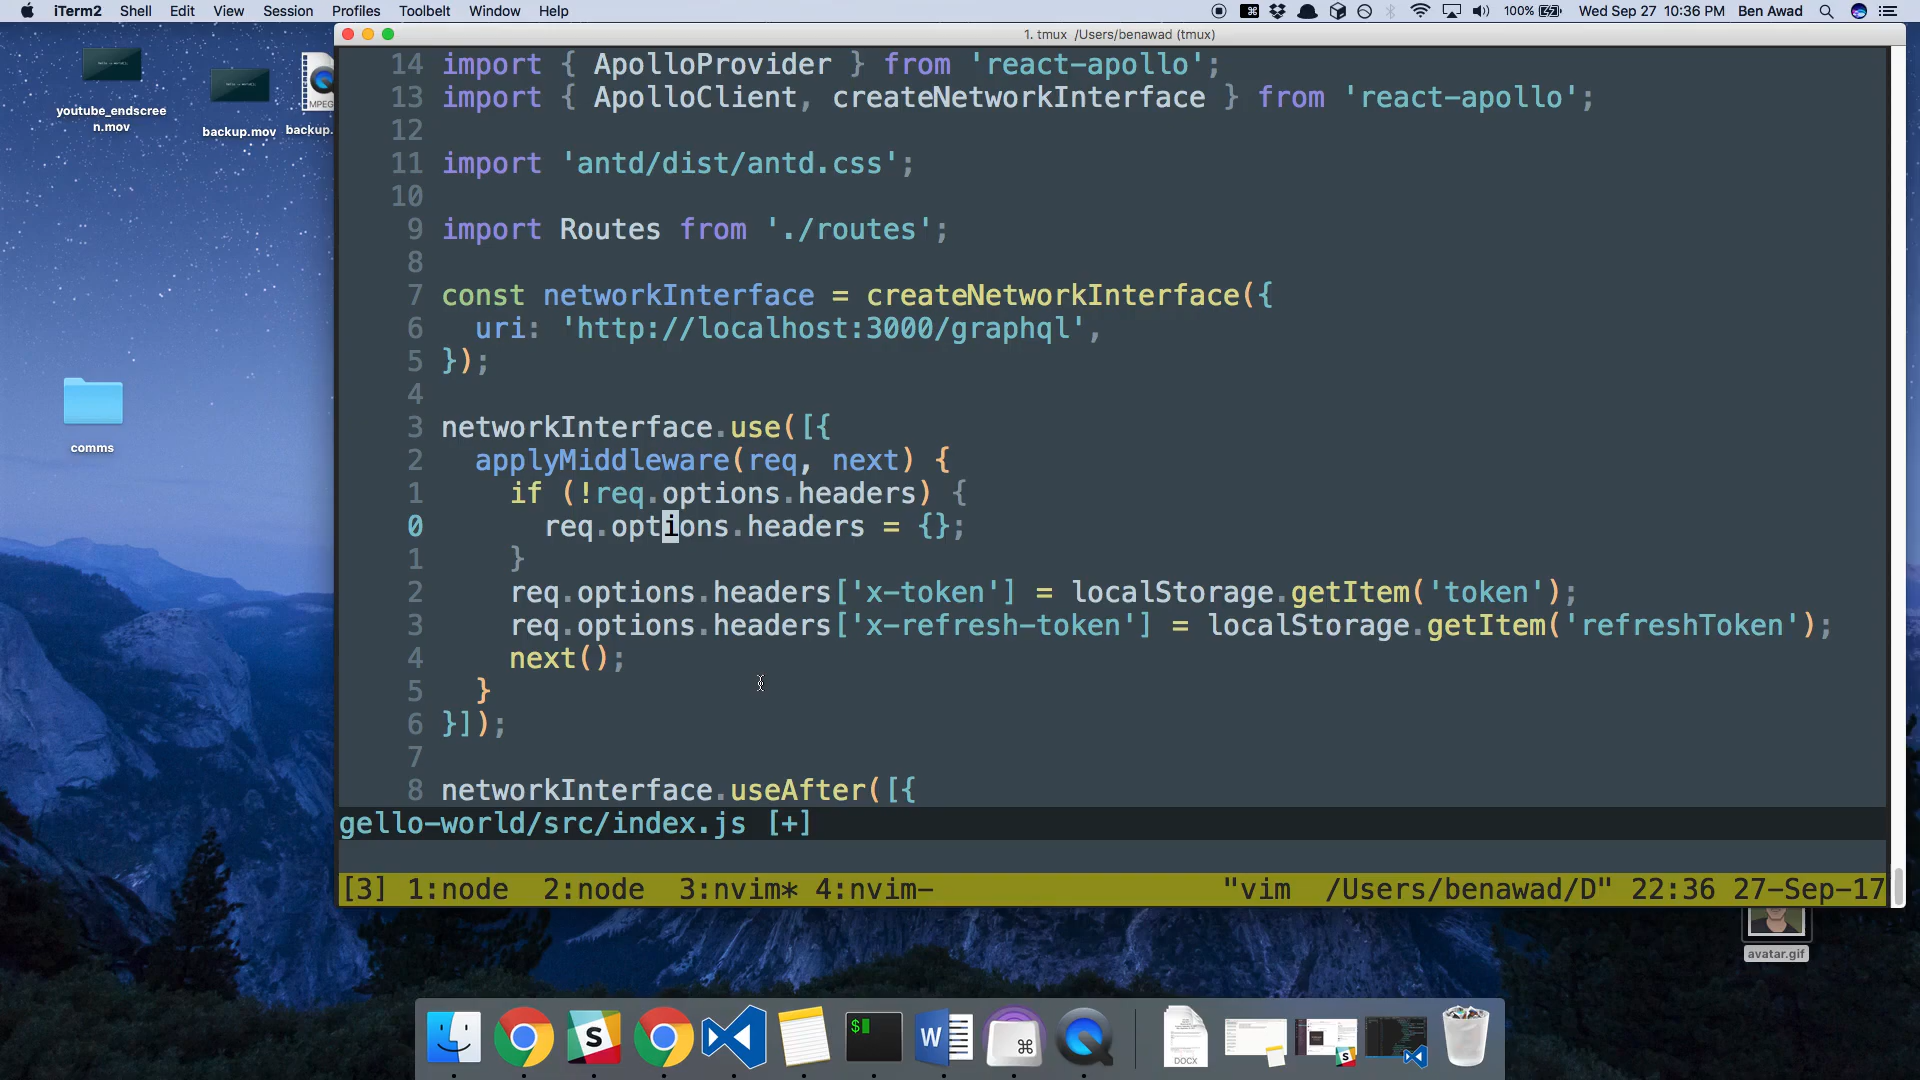 iTerm2 Shell Edit View Session Profiles Toolbelt Window Help 100% Wed Sep 27 10:36 PM Ben Awad
1. tmux /Users/benawad (tmux)
14 import { ApolloProvider } from 'react-apollo';
13 import { ApolloClient, createNetworkInterface } from 'react-apollo';
12
11 import 'antd/dist/antd.css';
10
9 import Routes from './routes';
8
7 const networkInterface = createNetworkInterface({
6 uri: 'http://localhost:3000/graphql',
5 });
4
3 networkInterface.use([{
2 applyMiddleware(req, next) {
1 if (!req.options.headers) {
0 req.options.headers = {};
1 }
2 req.options.headers['x-token'] = localStorage.getItem('token');
3 req.options.headers['x-refresh-token'] = localStorage.getItem('refreshToken');
4 next();
5 }
6 }]);
7
8 networkInterface.useAfter([{
gello-world/src/index.js [+]
[3] 1:node 2:node 3:nvim* 4:nvim- "vim /Users/benawad/D" 22:36 27-Sep-17
youtube_endscree
n.mov
backup.mov
backup.
MPEG
comms
avatar.gif
S
$
W
⌘
DOCX